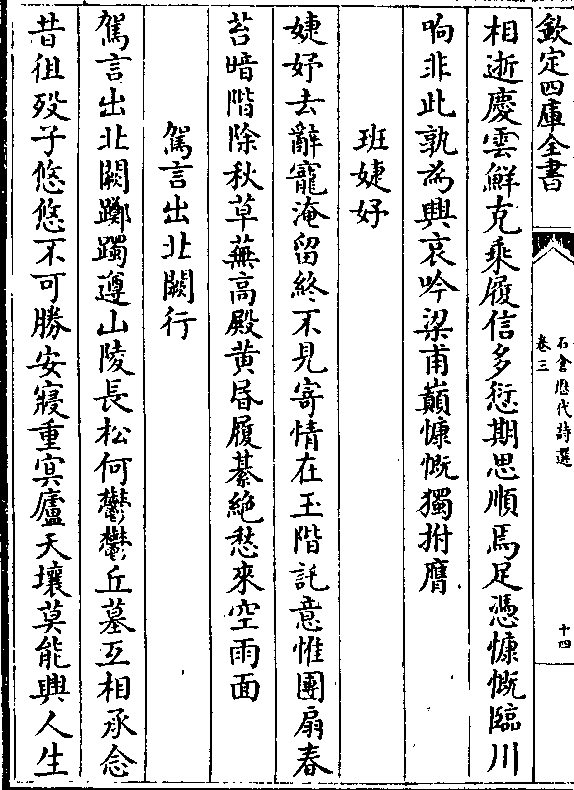 欽定四庫全書
石倉歷代詩選
卷三
十四
相逝慶雲鮮克乘履信多愆期思順焉足憑慷慨臨川
响非此孰為興哀吟梁甫巔慷慨獨拊膺
班婕妤
婕妤去辭寵淹留終不見寄情在玉階託意惟團扇春
苔暗階除秋草蕪高殿黄昏履綦絶愁來空雨面
駕言出北闕行
駕言出北闕躑躅遵山陵長松何鬱鬱丘墓互相承念
昔徂歿子悠悠不可勝安寢重㝠廬天壤莫能興人生